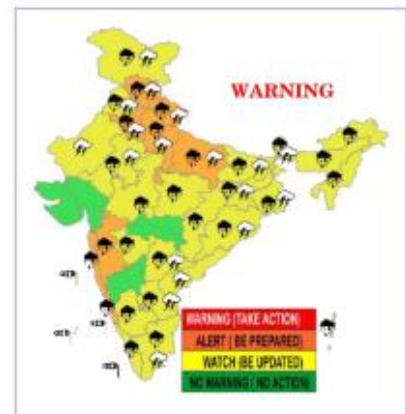 WARNING
WARNING (TAKE ACTION)
ALERT ( BE PREPARED)
WATCH (BE UPDATED)
NO WARNING ( NO ACTION)